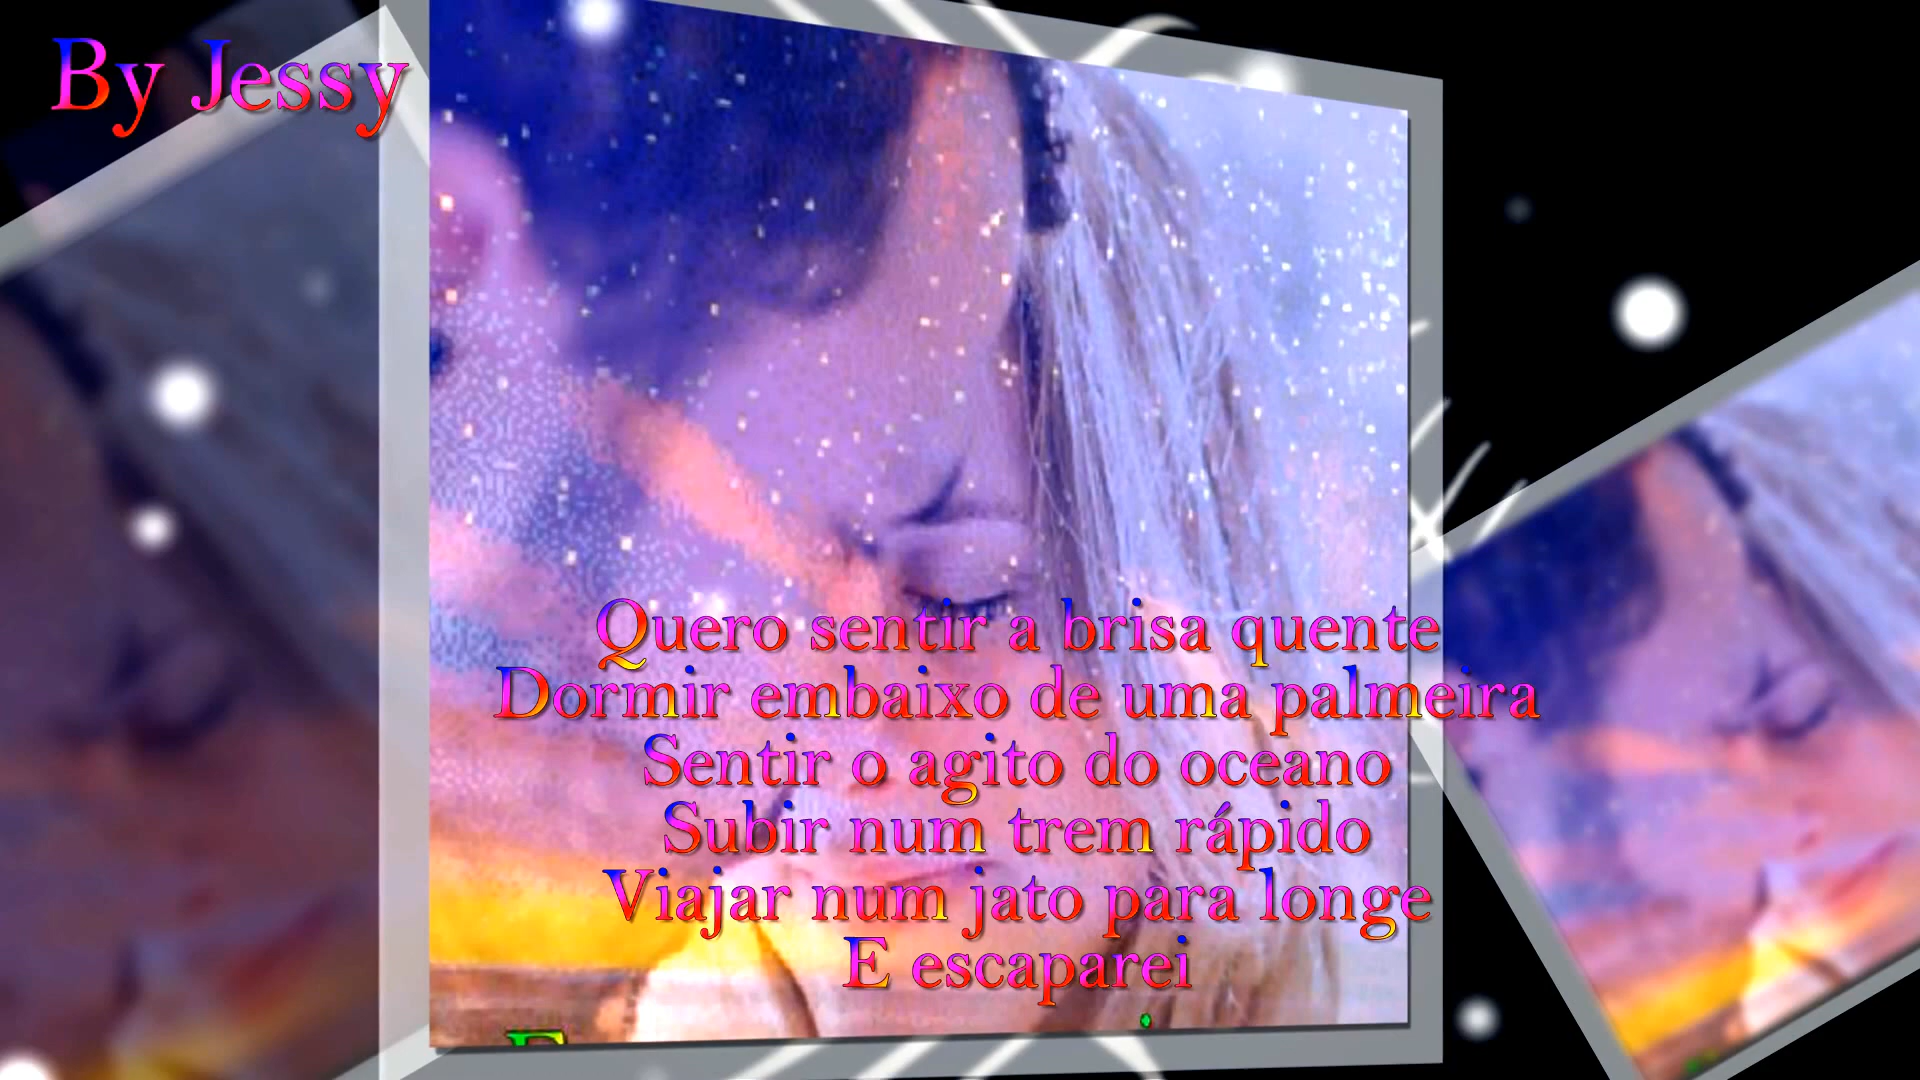 By Jessy
Quero sentir a brisa quente
Dormir embaixo de uma palmeira
Sentir o agito do oceano
Subir num trem rápido
Viajar num jato para longe
E escaparei